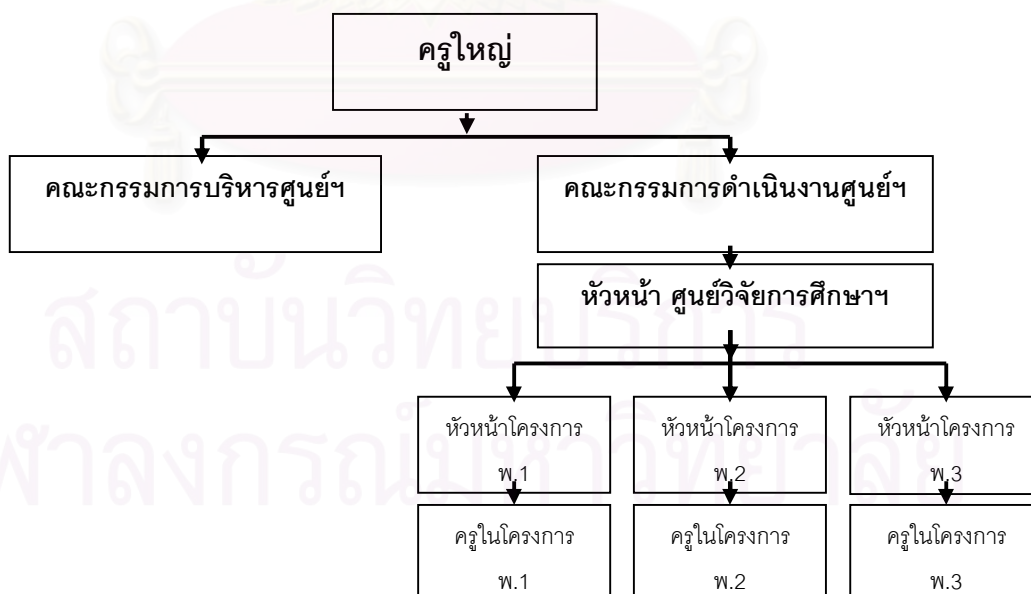 ครูใหญ่
คณะกรรมการบริหารศูนย์ฯ
คณะกรรมการดำเนินงานศูนย์ฯ
หัวหน้า ศูนย์วิจัยการศึกษาฯ
สถาบันวิทยบริการ
ฬาลงกรณ์มหาวิทยาลัย
หัวหน้าโครงการ
พ.1
หัวหน้าโครงการ
พ.2
หัวหน้าโครงการ
พ.3
ครูในโครงการ
พ.1
ครูในโครงการ
พ.2
ครูในโครงการ
พ.3